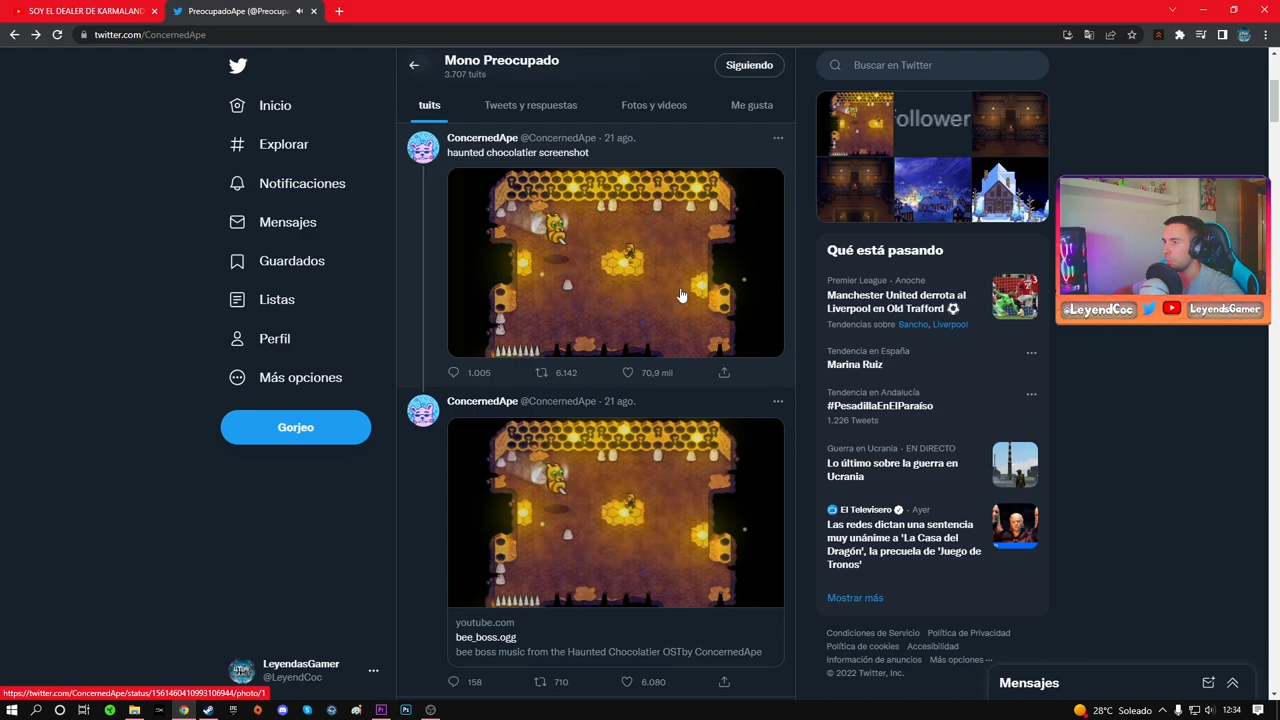 SOY EL DEALER DE KARMALAND
PreocupadoApe (@Preocup
twitter.com/ConcernedApe
Mono Preocupado
3.707 tuits
Siguiendo
Buscar en Twitter
Inicio
Explorar
Notificaciones
Mensajes
Guardados
Listas
Perfil
Más opciones
Gorjeo
LeyendasGamer
@LeyendCoc
tuits
Tweets y respuestas
Fotos y videos
Me gusta
ConcernedApe @ConcernedApe · 21 ago.
haunted chocolatier screenshot
1.005 6.142 70,9 mil
ConcernedApe @ConcernedApe · 21 ago.
youtube.com
bee_boss.ogg
bee boss music from the Haunted Chocolatier OSTby ConcernedApe
158 710 6.080
ollower
Qué está pasando
Premier League · Anoche
Manchester United derrota al
Liverpool en Old Trafford
Tendencias sobre Sancho, Liverpool
Tendencia en España
Marina Ruiz
Tendencia en Andalucía
#PesadillaEnElParaíso
1.226 Tweets
Guerra en Ucrania · EN DIRECTO
Lo último sobre la guerra en
Ucrania
El Televisero · Ayer
Las redes dictan una sentencia
muy unánime a 'La Casa del
Dragón', la precuela de 'Juego de
Tronos'
Mostrar más
Condiciones de Servicio Política de Privacidad
Política de cookies Accesibilidad
Información de anuncios Más opciones ···
© 2022 Twitter, Inc.
Mensajes
@LeyendCoc
LeyendsGamer
https://twitter.com/ConcernedApe/status/1561460410993106944/photo/1
28°C Soleado
12:34